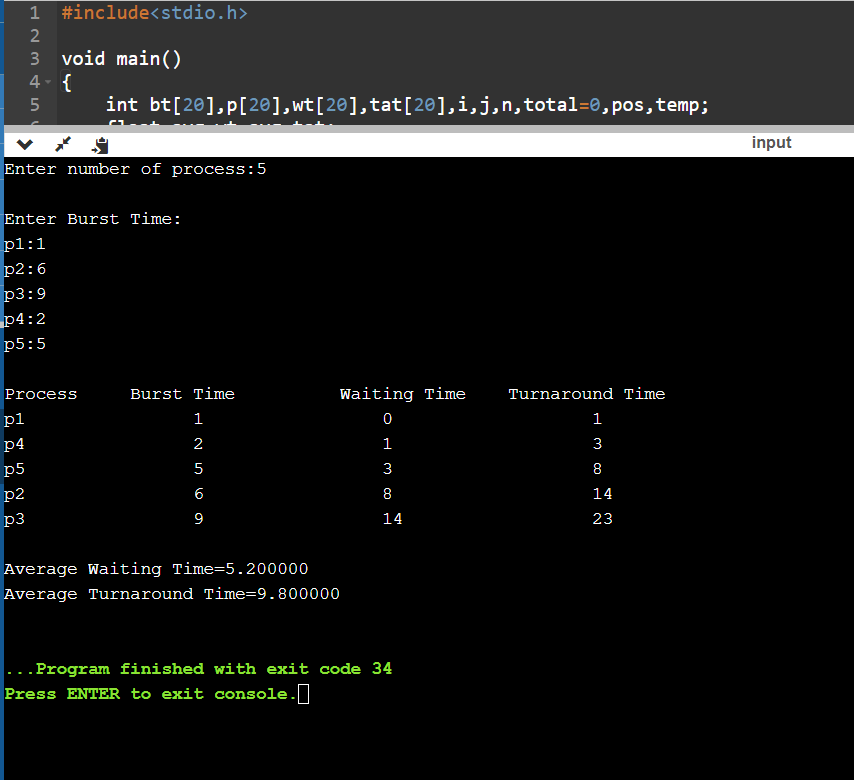 1 #include<stdio.h>
2
3 void main()
4 {
5 int bt[20],p[20],wt[20],tat[20],i,j,n,total=0,pos,temp;
input
Enter number of process:5
Enter Burst Time:
p1:1
p2:6
p3:9
p4:2
p5:5
Process Burst Time Waiting Time Turnaround Time
p1 1 0 1
p4 2 1 3
p5 5 3 8
p2 6 8 14
p3 9 14 23
Average Waiting Time=5.200000
Average Turnaround Time=9.800000
...Program finished with exit code 34
Press ENTER to exit console.